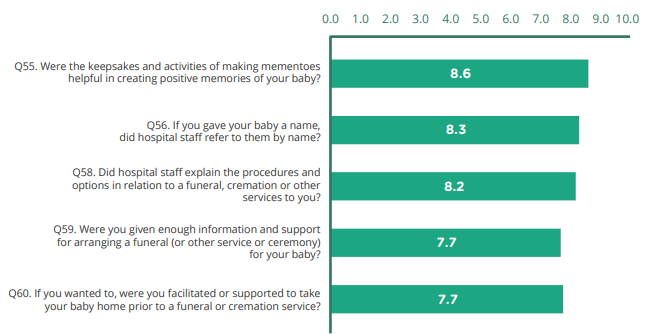 0.0 1.0 2.0 3.0 4.0 5.0 6.0 7.0 8.0 9.0 10.0
Q55. Were the keepsakes and activities of making mementoes
helpful in creating positive memories of your baby?
8.6
Q56. If you gave your baby a name,
did hospital staff refer to them by name?
8.3
Q58. Did hospital staff explain the procedures and
options in relation to a funeral, cremation or other
services to you?
8.2
Q59. Were you given enough information and support
for arranging a funeral (or other service or ceremony)
for your baby?
7.7
Q60. If you wanted to, were you facilitated or supported to take
your baby home prior to a funeral or cremation service?
7.7